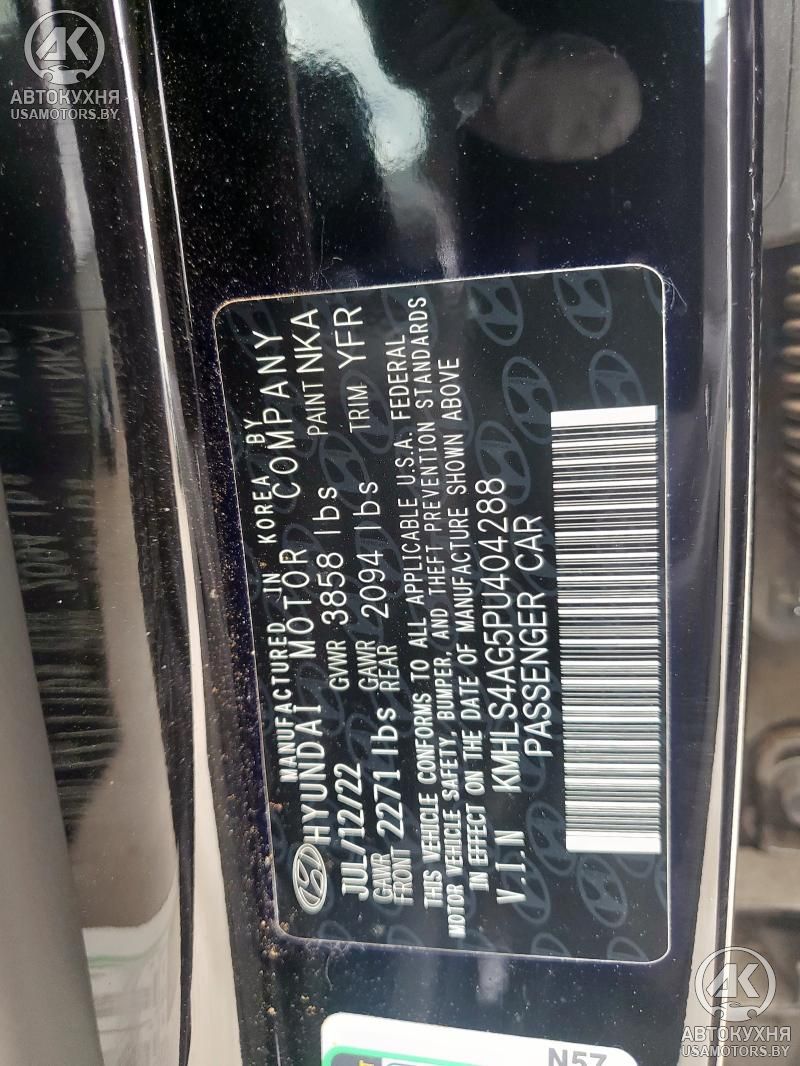 АВТОКУХНЯ
USAMOTORS.BY
MANUFACTURED IN KOREA BY
HYUNDAI MOTOR COMPANY
JUL/12/22 GVWR 3858 lbs PAINT NKA
GAWR FRONT 2271 lbs GAWR REAR 2094 lbs TRIM YFR
THIS VEHICLE CONFORMS TO ALL APPLICABLE U.S.A. FEDERAL
MOTOR VEHICLE SAFETY, BUMPER, AND THEFT PREVENTION STANDARDS
IN EFFECT ON THE DATE OF MANUFACTURE SHOWN ABOVE
V.I.N KMHLS4AG5PU404288
PASSENGER CAR
N57
АВТОКУХНЯ
USAMOTORS.BY